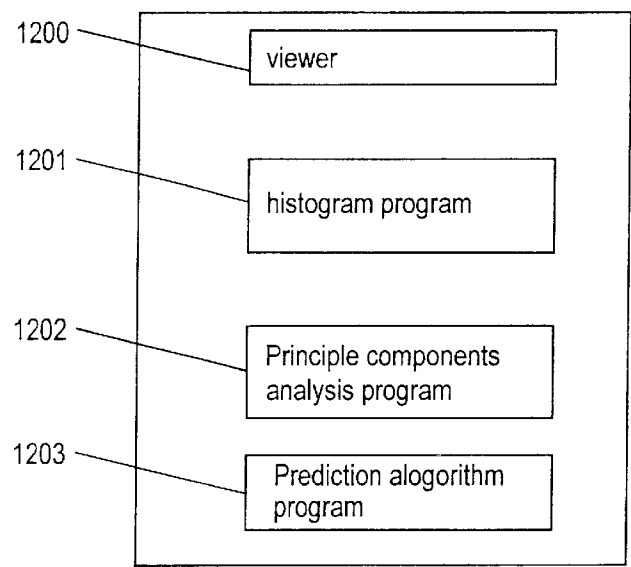 1200
viewer
1201
histogram program
1202
Principle components
analysis program
1203
Prediction alogorithm
program